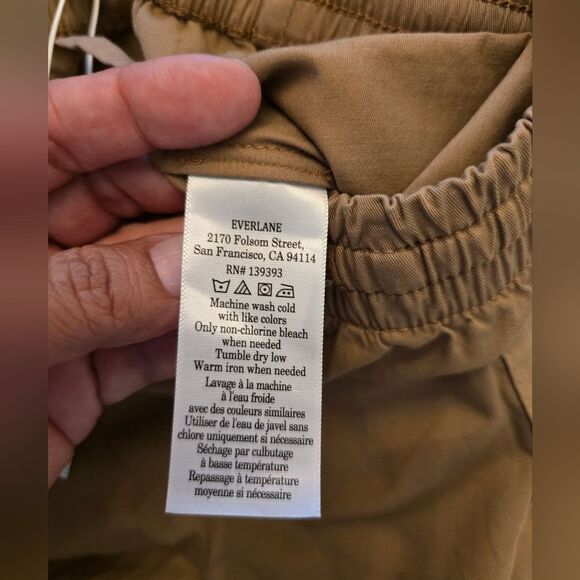 EVERLANE
2170 Folsom Street,
San Francisco, CA 94114
RN# 139393
Machine wash cold
with like colors
Only non-chlorine bleach
when needed
Tumble dry low
Warm iron when needed
Lavage à la machine
à l'eau froide
avec des couleurs similaires
Utiliser de l'eau de javel sans
chlore uniquement si nécessaire
Séchage par culbutage
à basse température
Repassage à température
moyenne si nécessaire